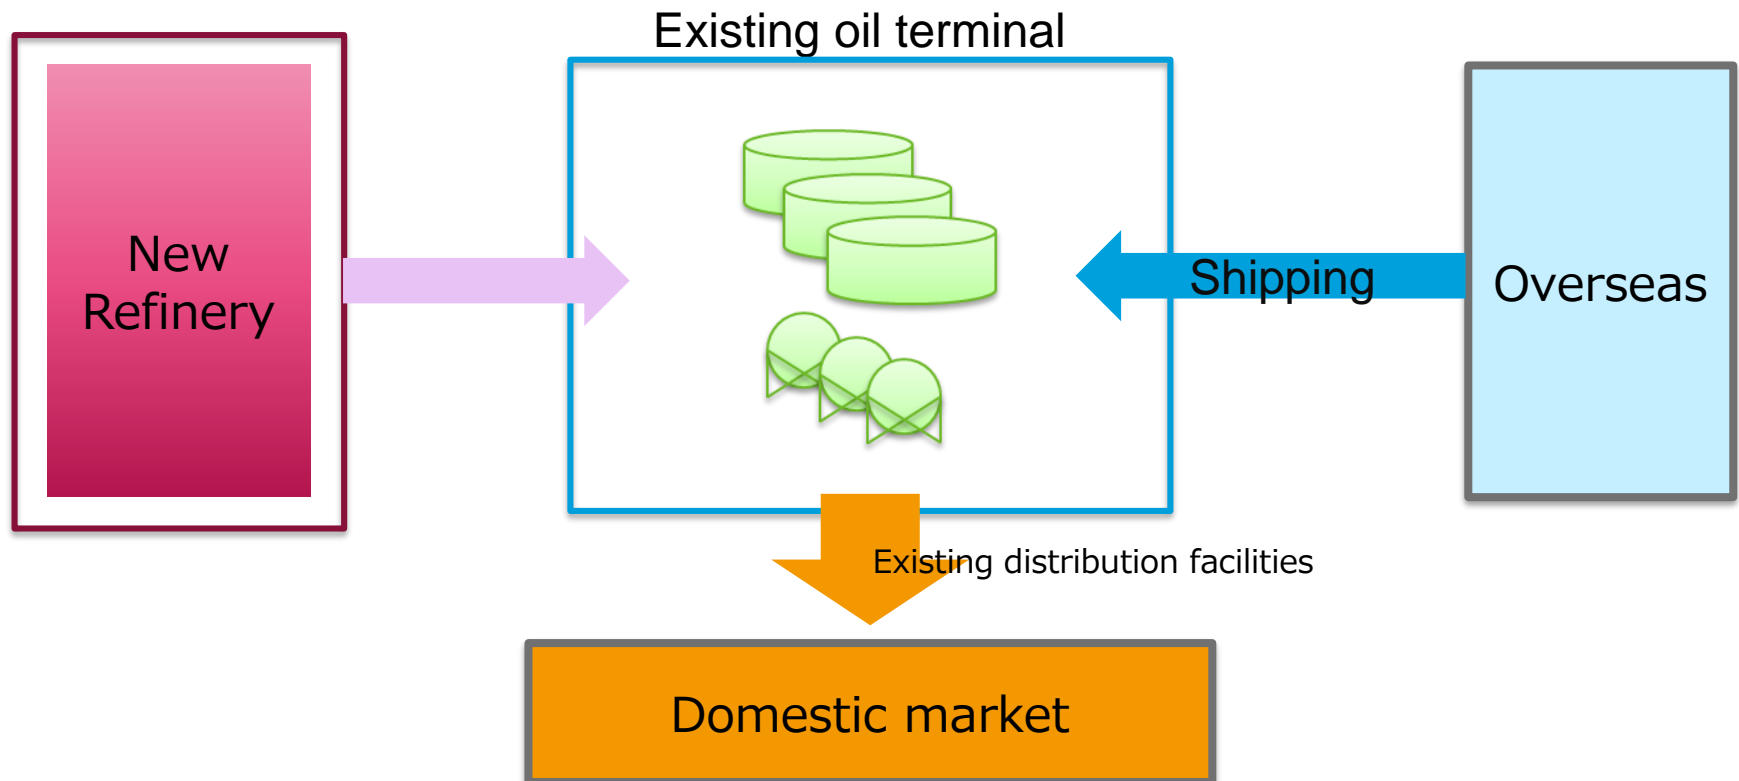 Existing oil terminal
New
Refinery
Shipping
Overseas
Existing distribution facilities
Domestic market